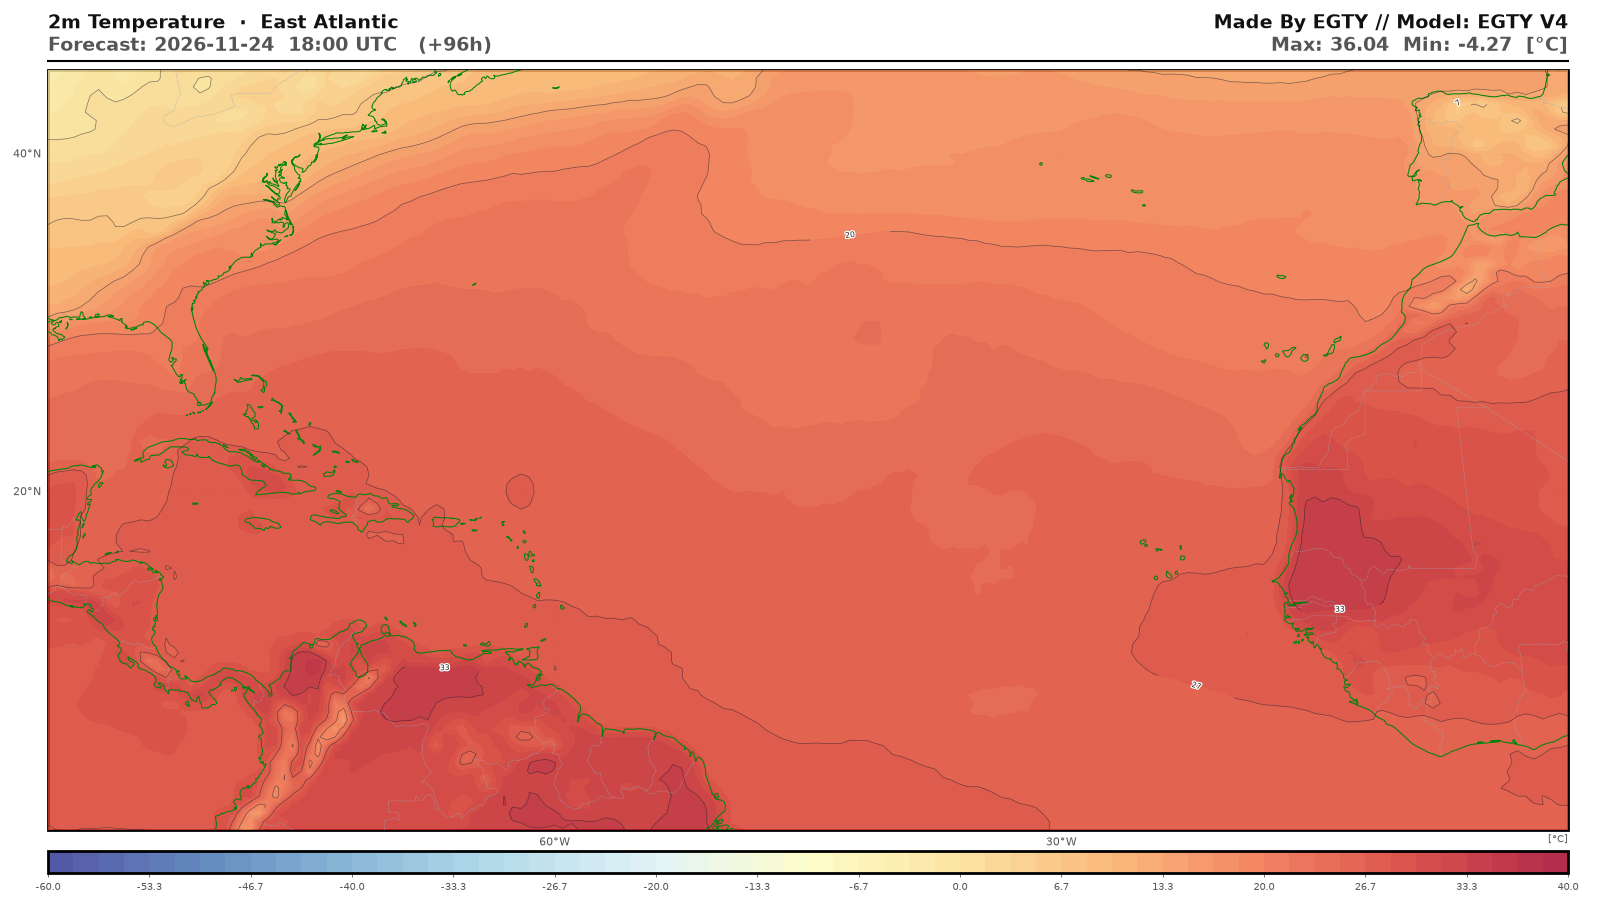 2m Temperature · East Atlantic
Made By EGTY // Model: EGTY V4
Forecast: 2026-11-24 18:00 UTC (+96h)
Max: 36.04 Min: -4.27 [°C]
7
40°N
20
20°N
33
33
27
60°W
30°W
[°C]
-60.0 -53.3 -46.7 -40.0 -33.3 -26.7 -20.0 -13.3 -6.7 0.0 6.7 13.3 20.0 26.7 33.3 40.0